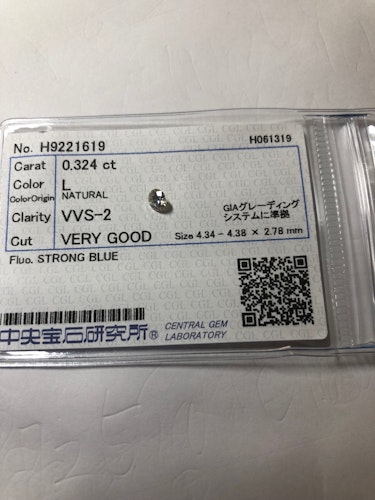 No. H9221619 H061319
Carat 0.324 ct
Color L
ColorOrigin NATURAL
Clarity VVS-2
GIAグレーディング
システムに準拠
Cut VERY GOOD Size 4.34 - 4.38 × 2.78 mm
Fluo. STRONG BLUE
中央宝石研究所® CENTRAL GEM
LABORATORY